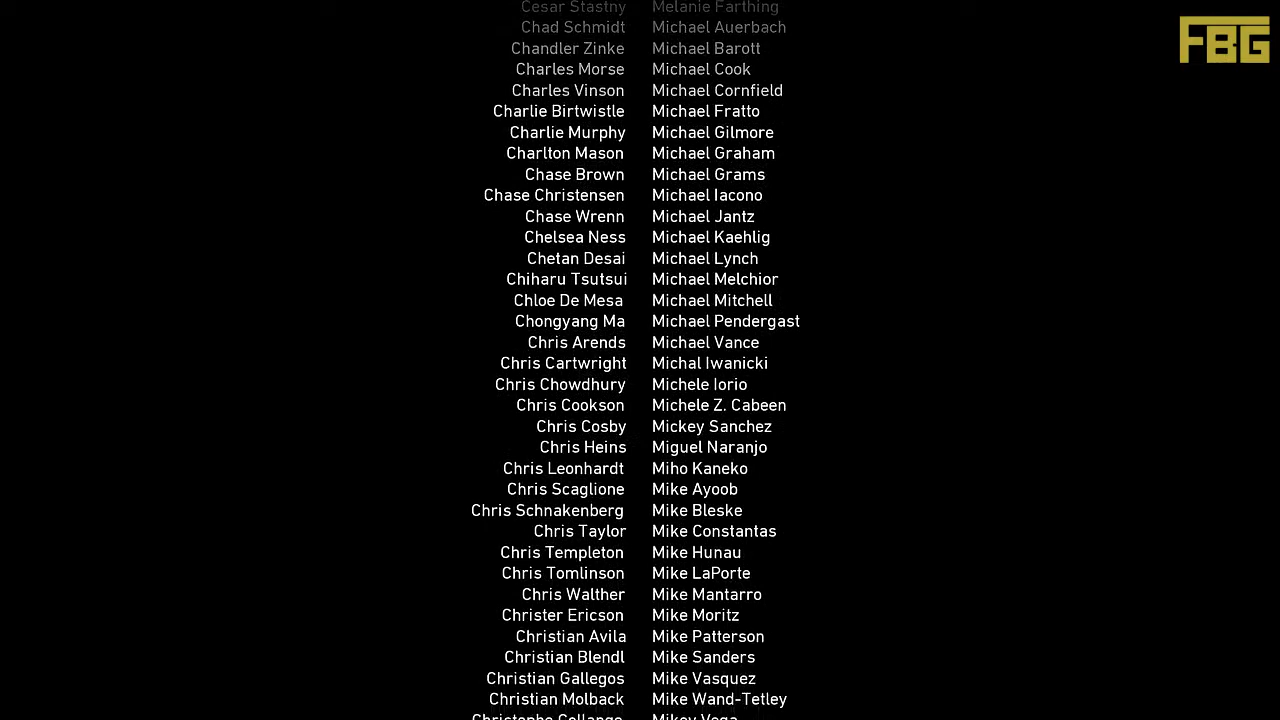 FBG
Cesar Stastny Melanie Farthing
Chad Schmidt Michael Auerbach
Chandler Zinke Michael Barott
Charles Morse Michael Cook
Charles Vinson Michael Cornfield
Charlie Birtwistle Michael Fratto
Charlie Murphy Michael Gilmore
Charlton Mason Michael Graham
Chase Brown Michael Grams
Chase Christensen Michael Iacono
Chase Wrenn Michael Jantz
Chelsea Ness Michael Kaehlig
Chetan Desai Michael Lynch
Chiharu Tsutsui Michael Melchior
Chloe De Mesa Michael Mitchell
Chongyang Ma Michael Pendergast
Chris Arends Michael Vance
Chris Cartwright Michal Iwanicki
Chris Chowdhury Michele Iorio
Chris Cookson Michele Z. Cabeen
Chris Cosby Mickey Sanchez
Chris Heins Miguel Naranjo
Chris Leonhardt Miho Kaneko
Chris Scaglione Mike Ayoob
Chris Schnakenberg Mike Bleske
Chris Taylor Mike Constantas
Chris Templeton Mike Hunau
Chris Tomlinson Mike LaPorte
Chris Walther Mike Mantarro
Christer Ericson Mike Moritz
Christian Avila Mike Patterson
Christian Blendl Mike Sanders
Christian Gallegos Mike Vasquez
Christian Molback Mike Wand-Tetley
Christophe Mikey